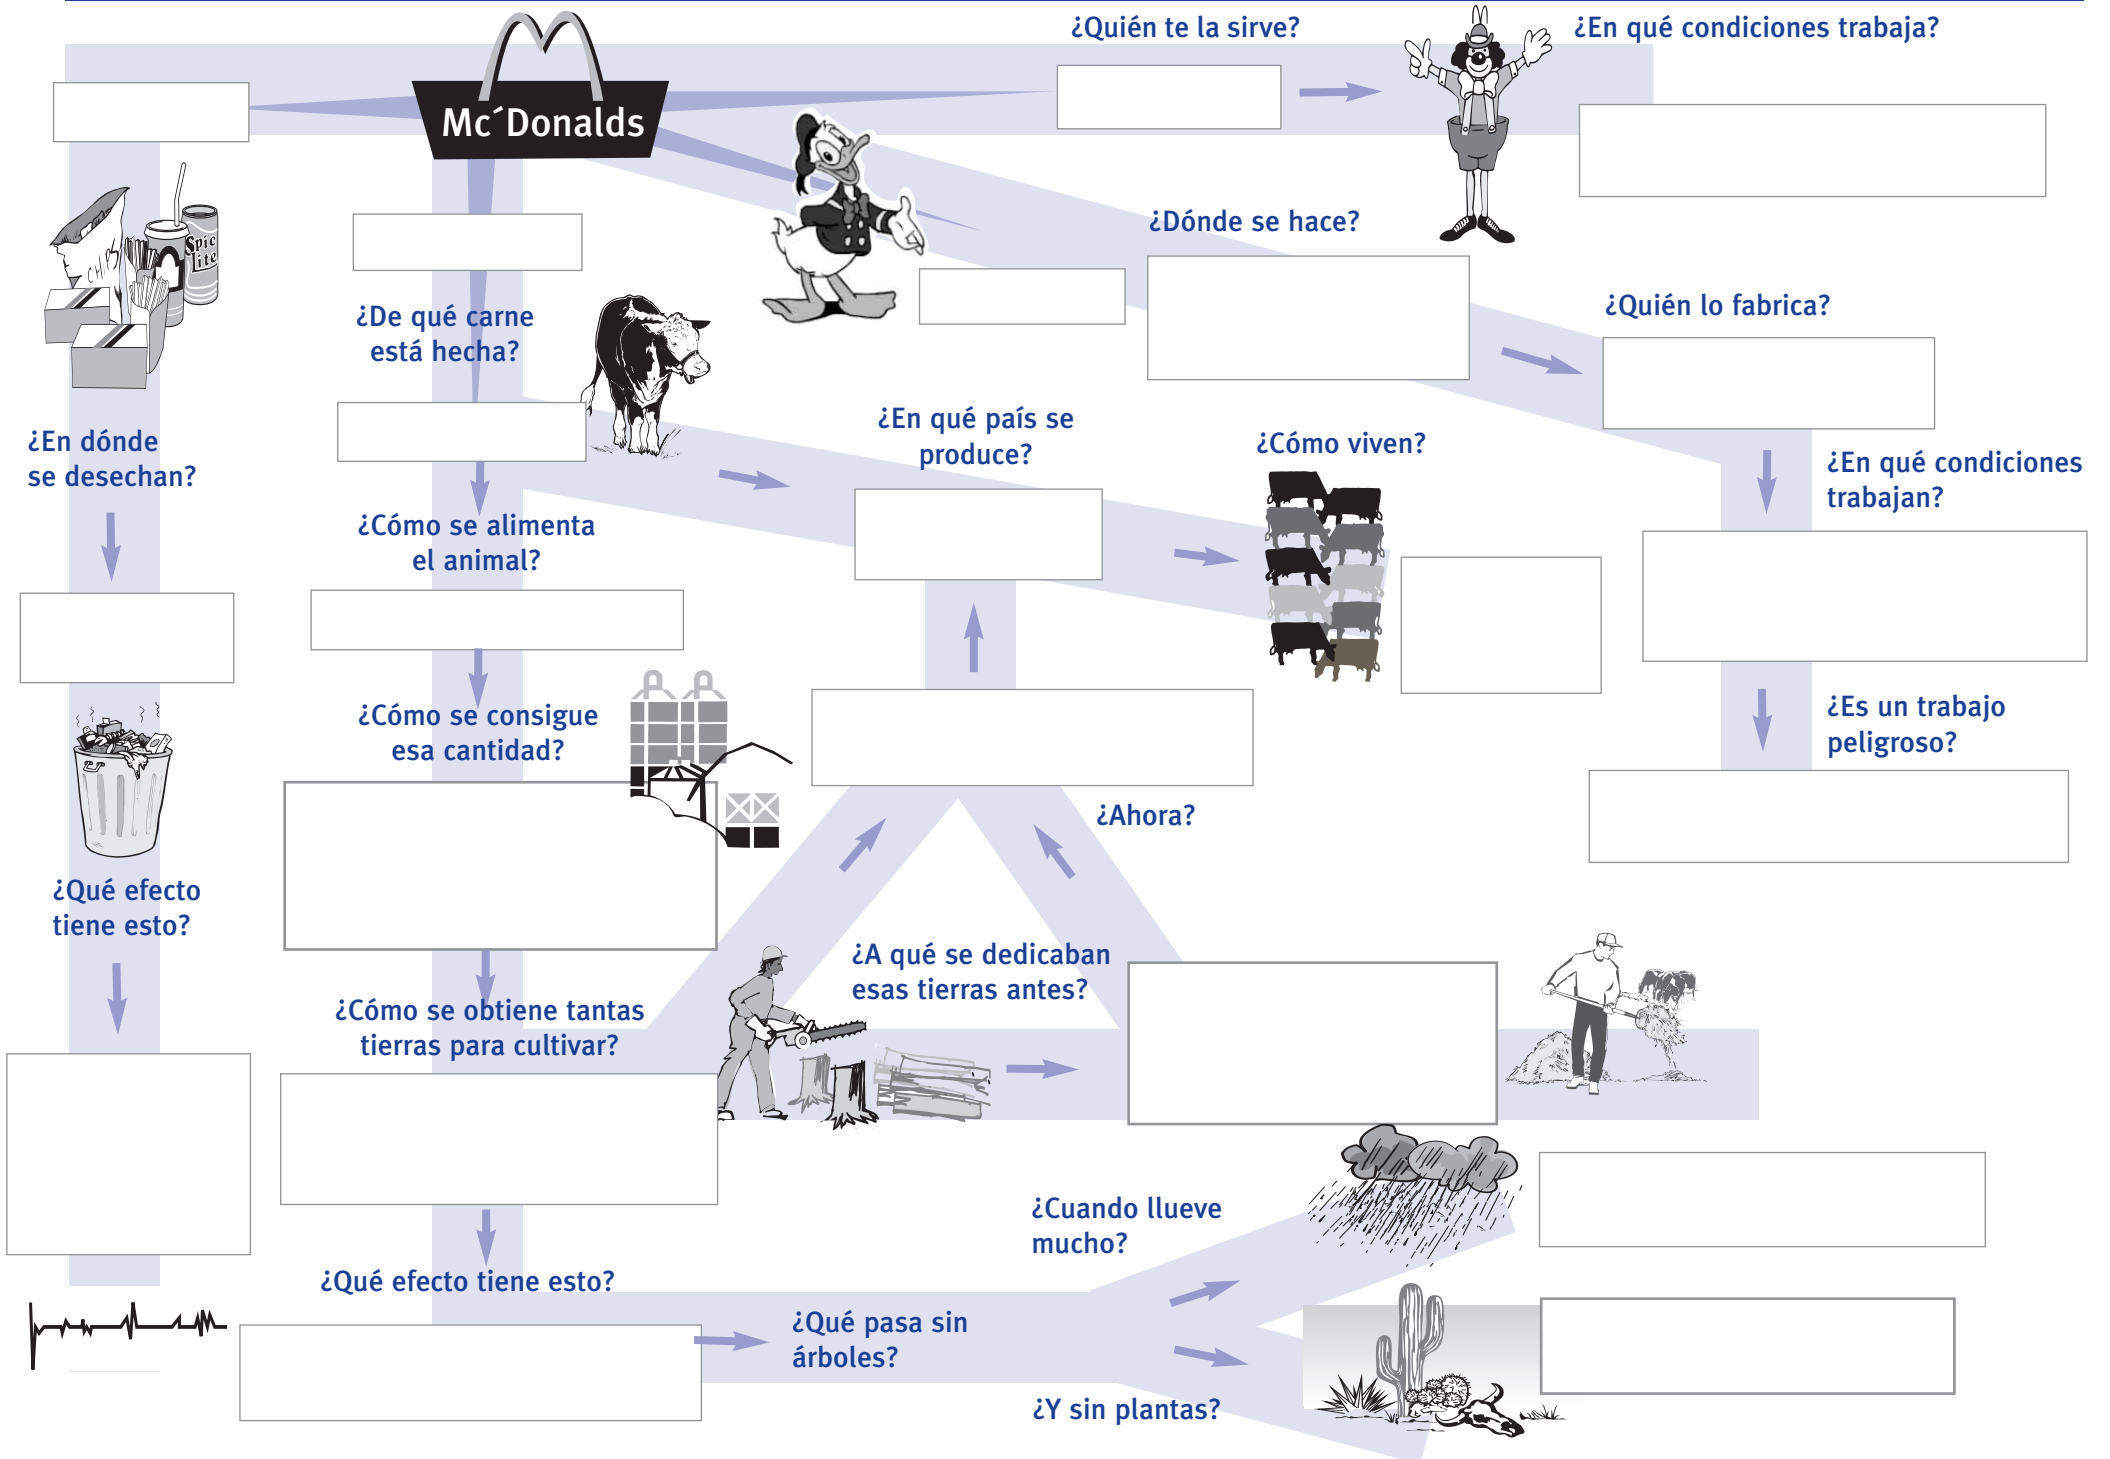 ¿Quién te la sirve?
¿En qué condiciones trabaja?
Mc´Donalds
¿Dónde se hace?
Spic
Lite
CHIPS
¿Quién lo fabrica?
¿De qué carne
está hecha?
¿En qué país se
produce?
¿Cómo viven?
¿En dónde
se desechan?
¿En qué condiciones
trabajan?
¿Cómo se alimenta
el animal?
¿Cómo se consigue
esa cantidad?
¿Es un trabajo
peligroso?
¿Ahora?
¿Qué efecto
tiene esto?
¿A qué se dedicaban
esas tierras antes?
¿Cómo se obtiene tantas
tierras para cultivar?
¿Cuando llueve
mucho?
¿Qué efecto tiene esto?
¿Qué pasa sin
árboles?
¿Y sin plantas?